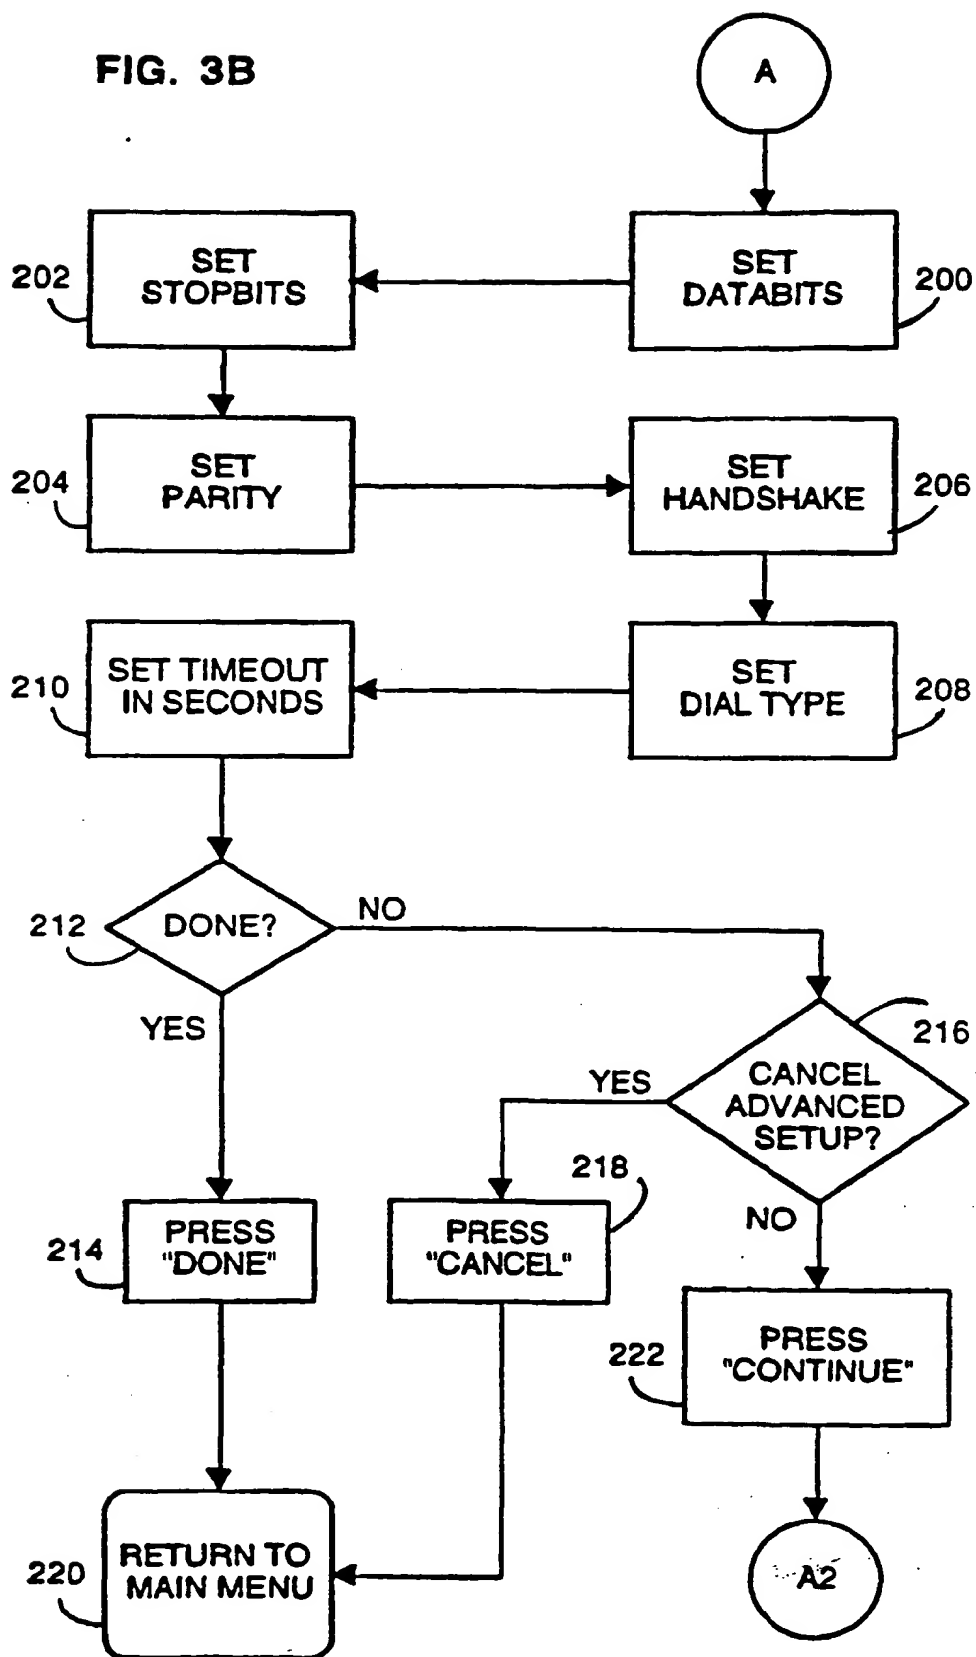 FIG. 3B
A
202
SET
STOPBITS
SET
DATABITS
200
204
SET
PARITY
SET
HANDSHAKE
206
210
SET TIMEOUT
IN SECONDS
SET
DIAL TYPE
208
212
DONE?
NO
YES
216
YES
CANCEL
ADVANCED
SETUP?
218
NO
214
PRESS
"DONE"
PRESS
"CANCEL"
222
PRESS
"CONTINUE"
220
RETURN TO
MAIN MENU
A2